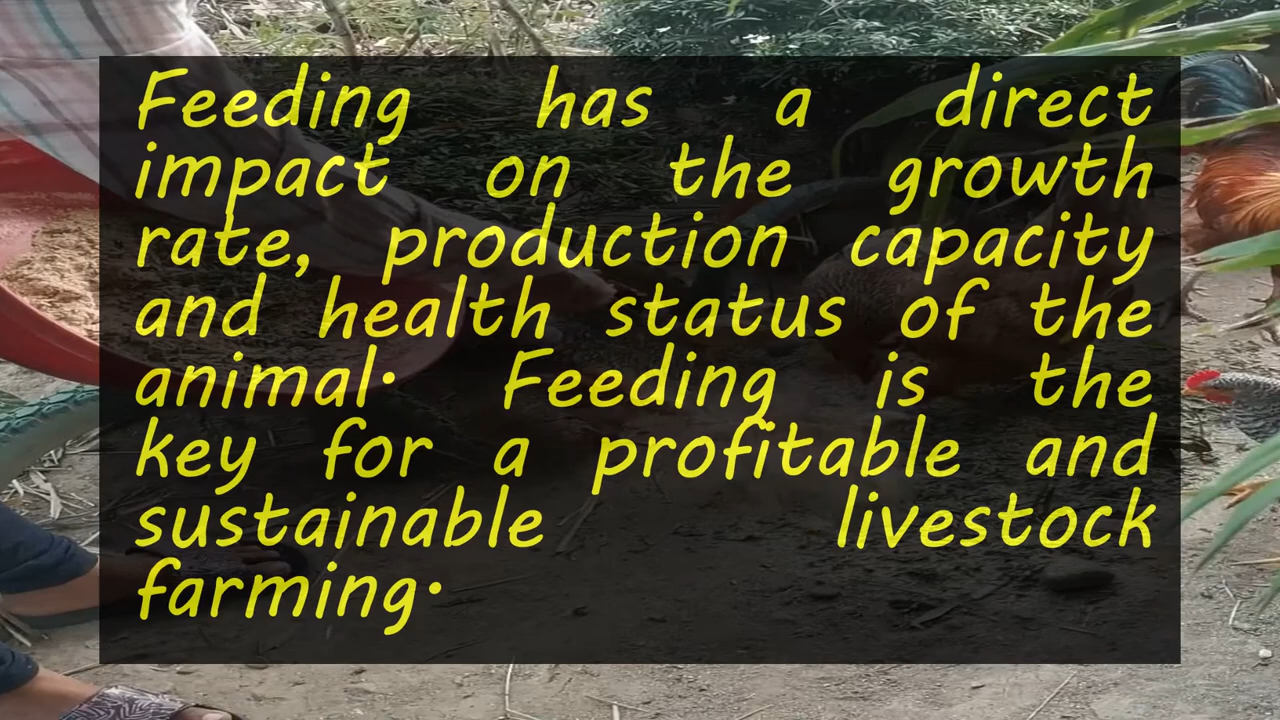 Feeding has a direct
impact on the growth
rate, production capacity
and health status of the
animal. Feeding is the
key for a profitable and
sustainable livestock
farming.